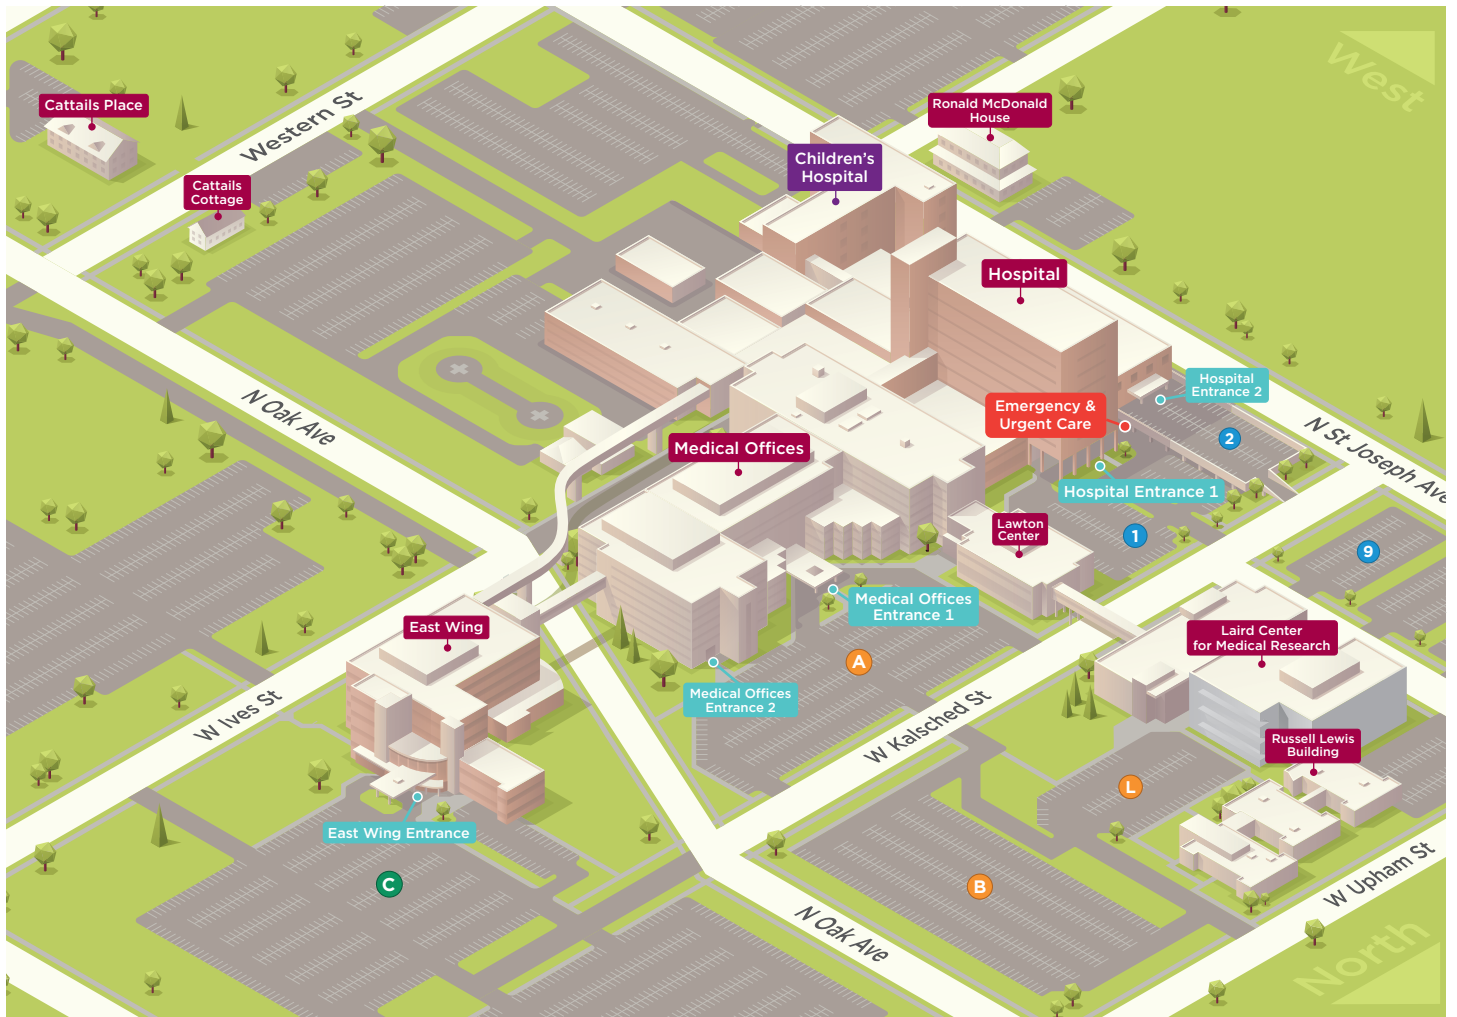 West
Cattails Place
Western St
Ronald McDonald
House
Children's
Hospital
Cattails
Cottage
Hospital
Hospital
Entrance 2
N Oak Ave
Emergency &
Urgent Care
2
N St Joseph Ave
Medical Offices
Hospital Entrance 1
Lawton
Center
1
9
Medical Offices
Entrance 1
East Wing
Laird Center
for Medical Research
A
Medical Offices
Entrance 2
W Ives St
W Kalsched St
Russell Lewis
Building
L
East Wing Entrance
C
B
W Upham St
N Oak Ave
North